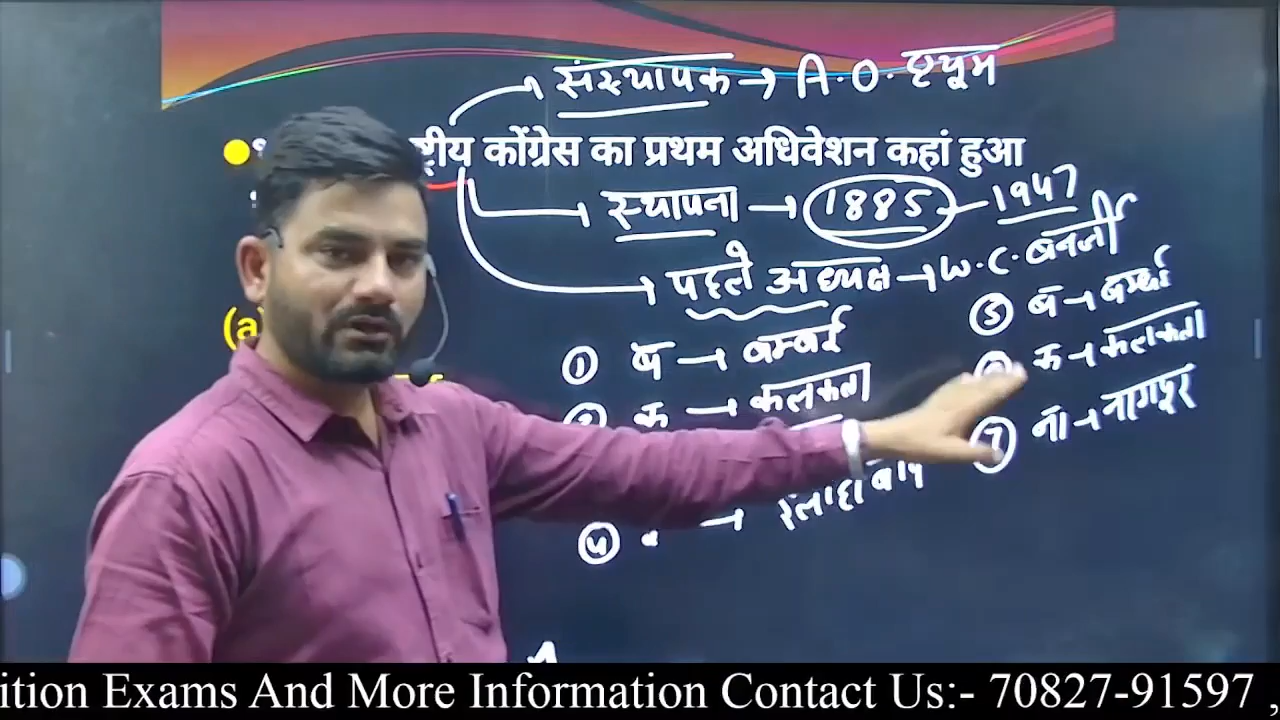 संस्थापक → A.O. ह्यूम
ष्ट्रीय कोंग्रेस का प्रथम अधिवेशन कहां हुआ
स्थापना → 1885 - 1947
पहले अध्यक्ष → W.C. बनर्जी
(a)
① ब → बम्बई
क → कलकता
④ → इलाहाबाद
⑤ ब → बम्बई
क → कलकता
⑦ ना → नागपुर
ition Exams And More Information Contact Us:- 70827-91597 ,